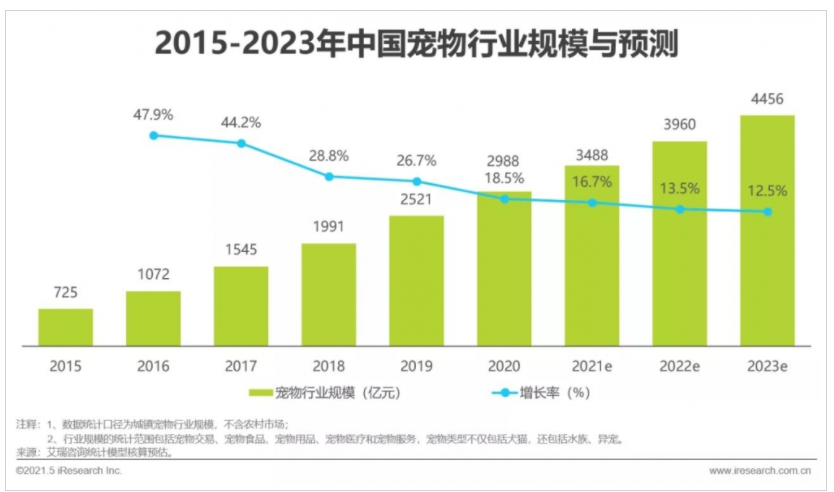 2015-2023年中国宠物行业规模与预测
47.9%
44.2%
28.8%
26.7%
18.5%
16.7%
13.5%
12.5%
725
1072
1545
1991
2521
2988
3488
3960
4456
2015
2016
2017
2018
2019
2020
2021e
2022e
2023e
宠物行业规模（亿元）
增长率（%）
注释：1、数据统计口径为城镇宠物行业规模，不含农村市场；
2、行业规模的统计范围包括宠物交易、宠物食品、宠物用品、宠物医疗和宠物服务，宠物类型不仅包括犬猫，还包括水族、异宠。
来源：艾瑞咨询统计模型核算预估。
©2021.5 iResearch Inc.
www.iresearch.com.cn